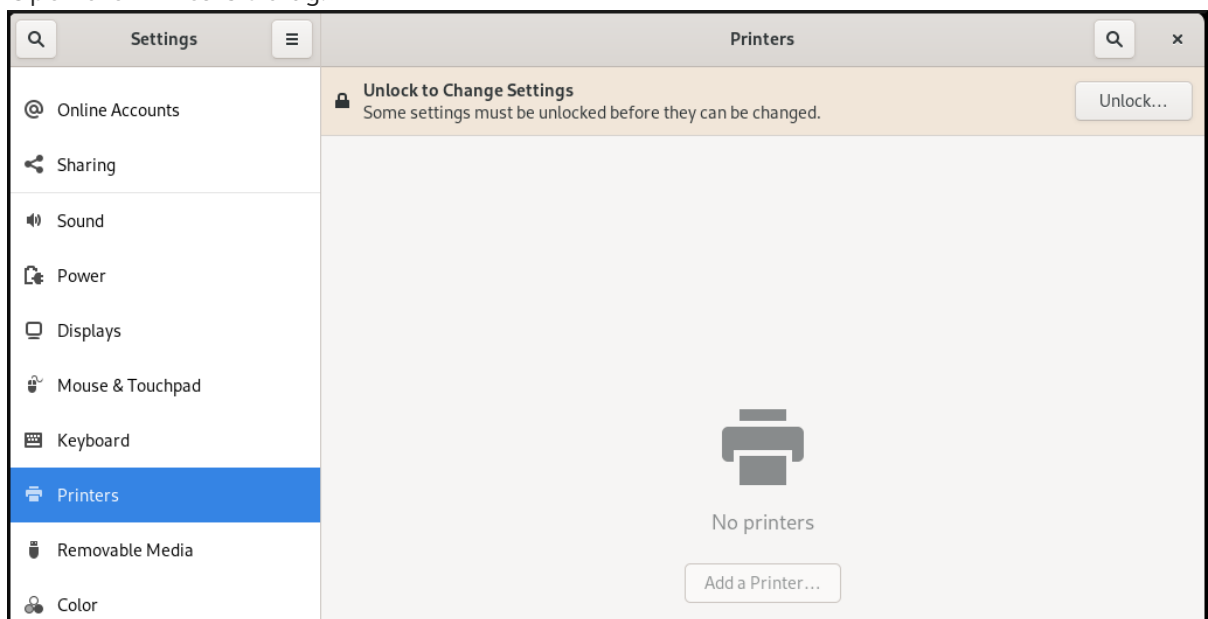 Settings
Printers
Unlock to Change Settings
Some settings must be unlocked before they can be changed.
Unlock...
Online Accounts
Sharing
Sound
Power
Displays
Mouse & Touchpad
Keyboard
Printers
Removable Media
Color
No printers
Add a Printer...